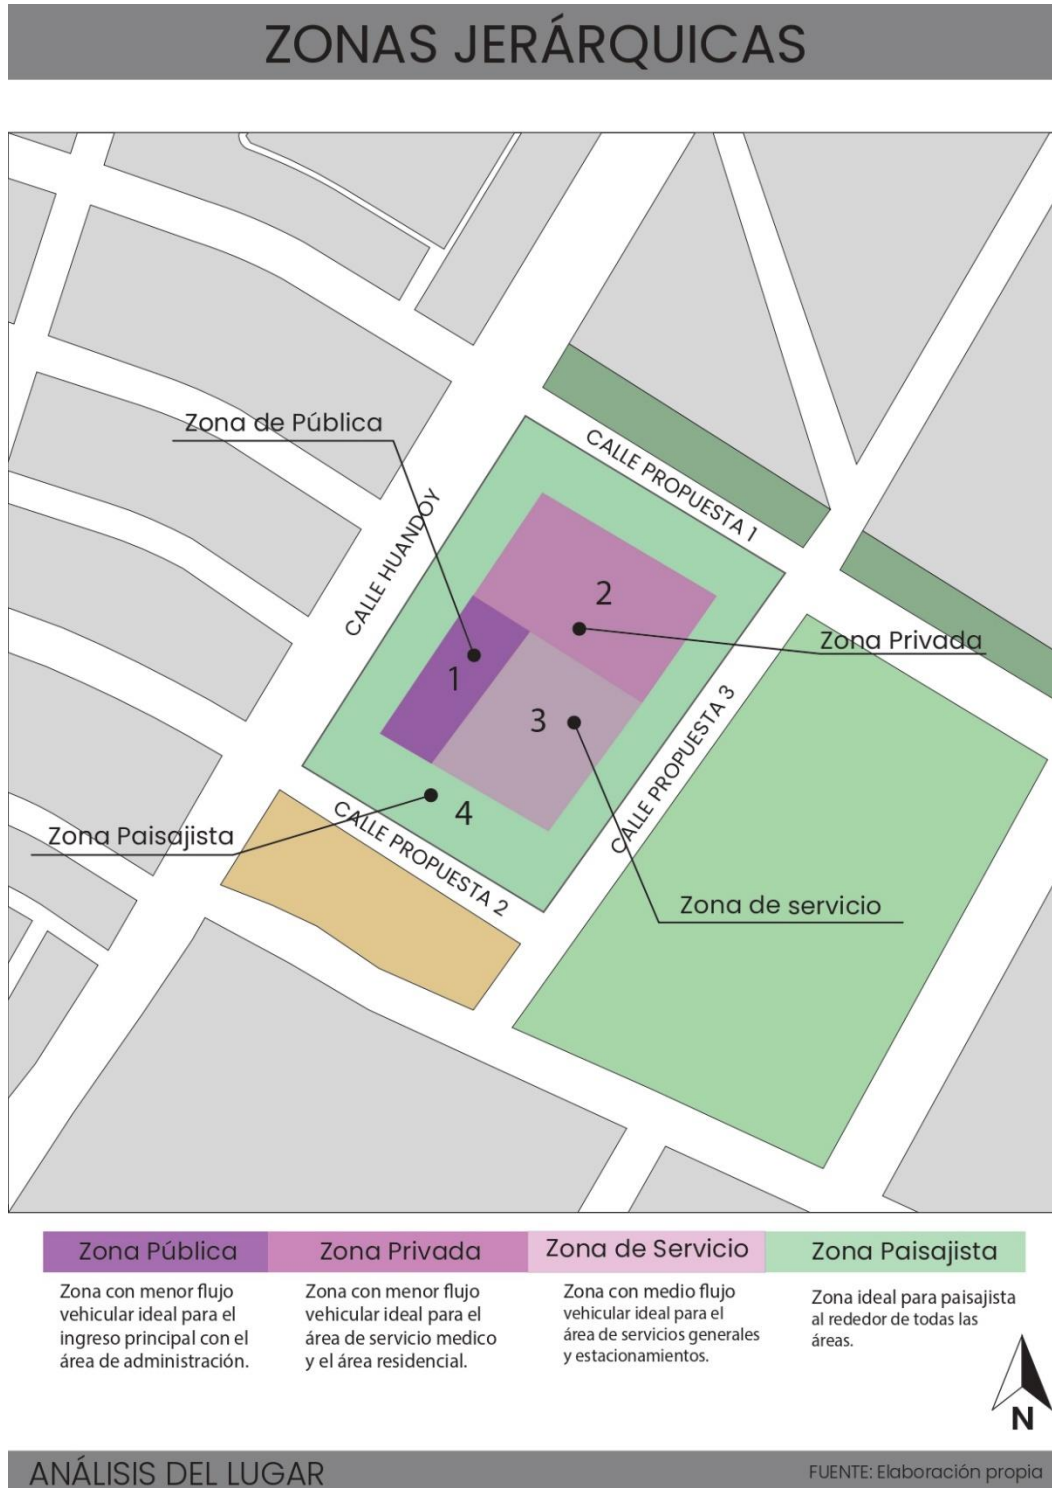 ZONAS JERÁRQUICAS
Zona de Pública
CALLE PROPUESTA 1
CALLE HUANDOY
2
Zona Privada
1
3
CALLE PROPUESTA 3
4
Zona Paisajista
CALLE PROPUESTA 2
Zona de servicio
Zona Pública
Zona con menor flujo
vehicular ideal para el
ingreso principal con el
área de administración.
Zona Privada
Zona con menor flujo
vehicular ideal para el
área de servicio medico
y el área residencial.
Zona de Servicio
Zona con medio flujo
vehicular ideal para el
área de servicios generales
y estacionamientos.
Zona Paisajista
Zona ideal para paisajista
al rededor de todas las
áreas.
N
ANÁLISIS DEL LUGAR
FUENTE: Elaboración propia